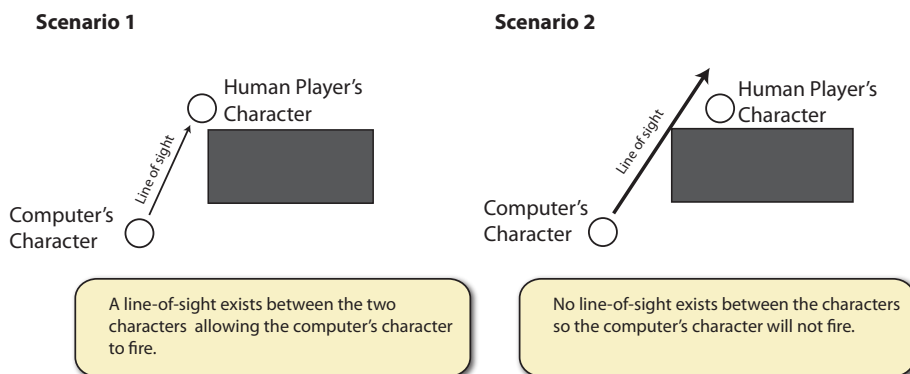 Scenario 1
Human Player's
Character
Line of sight
Computer's
Character
A line-of-sight exists between the two
characters allowing the computer's character
to fire.
Scenario 2
Human Player's
Character
Line of sight
Computer's
Character
No line-of-sight exists between the characters
so the computer's character will not fire.